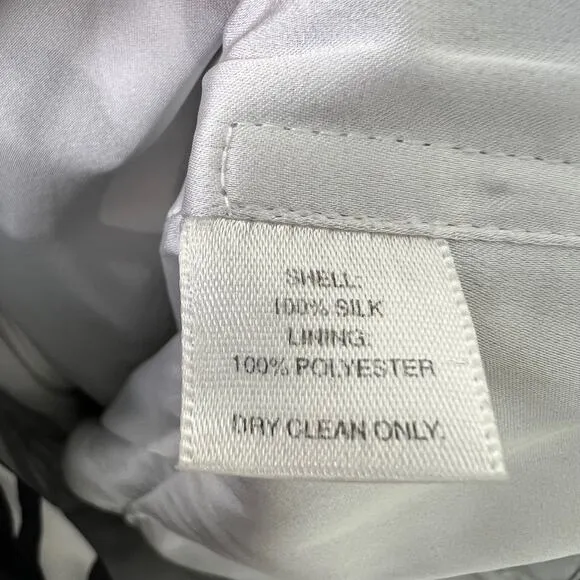 SHELL:
100% SILK
LINING:
100% POLYESTER
DRY CLEAN ONLY.